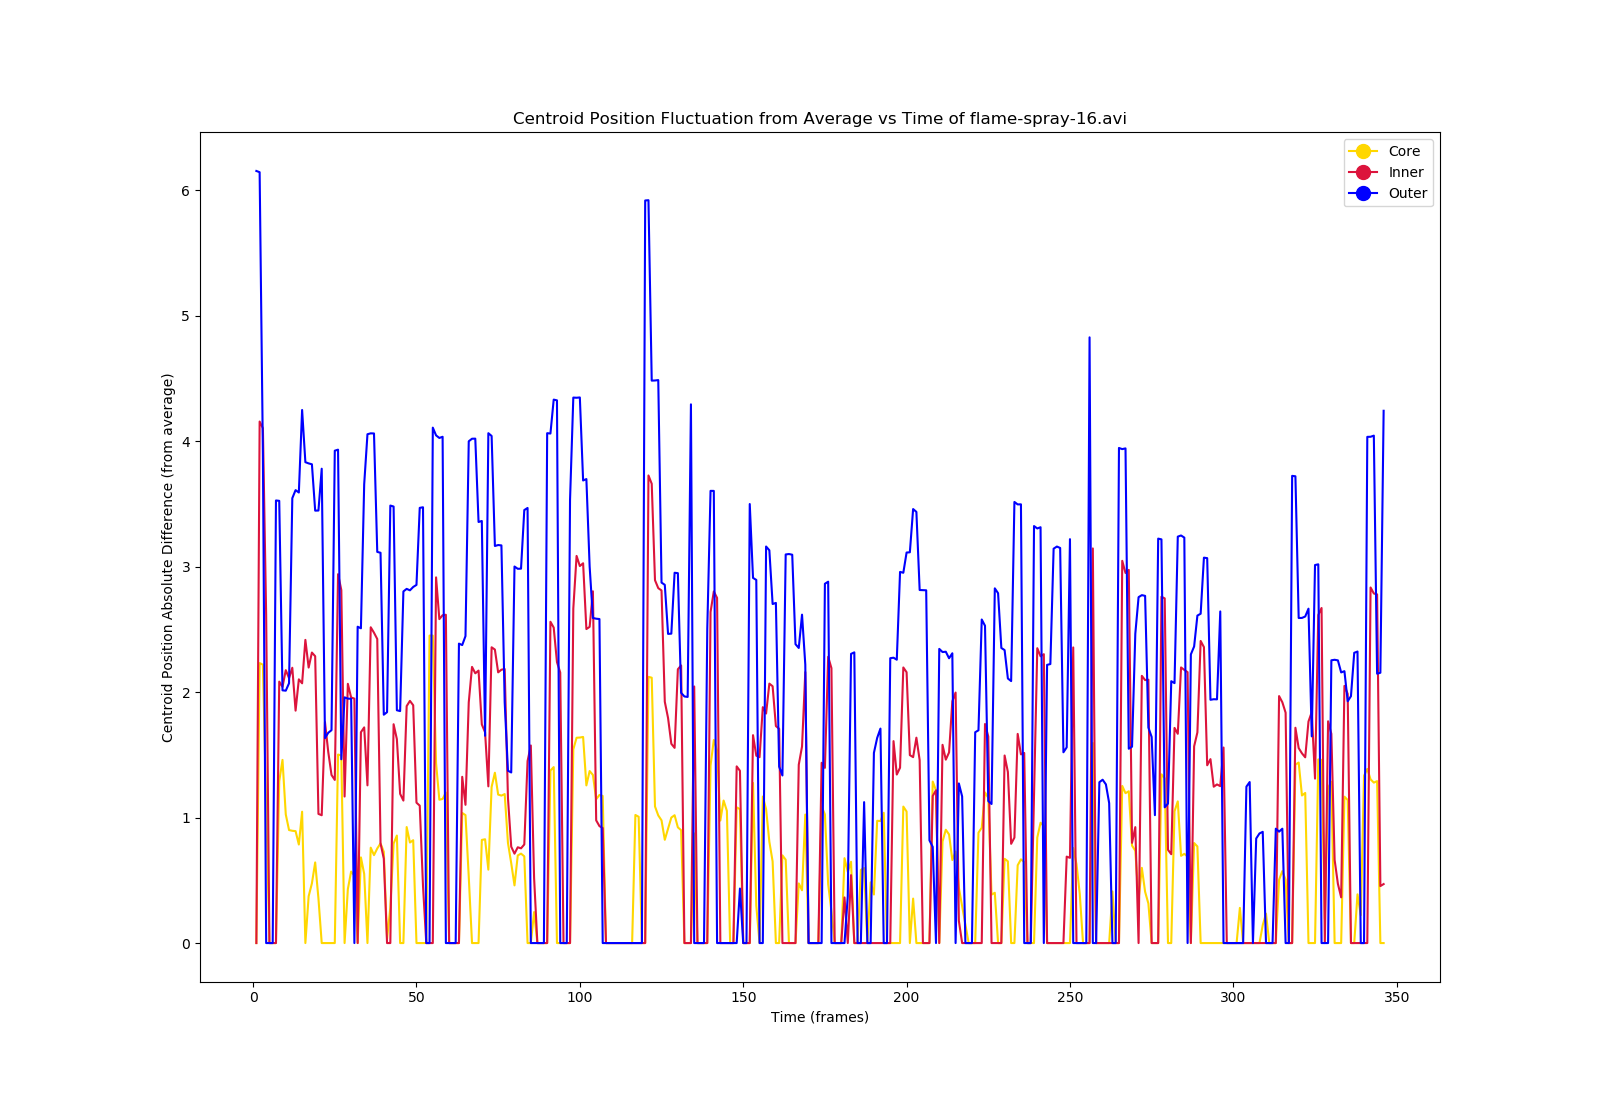 Centroid Position Fluctuation from Average vs Time of flame-spray-16.avi
Core
Inner
Outer
Centroid Position Absolute Difference (from average)
6
5
4
3
2
1
0
0 50 100 150 200 250 300 350
Time (frames)